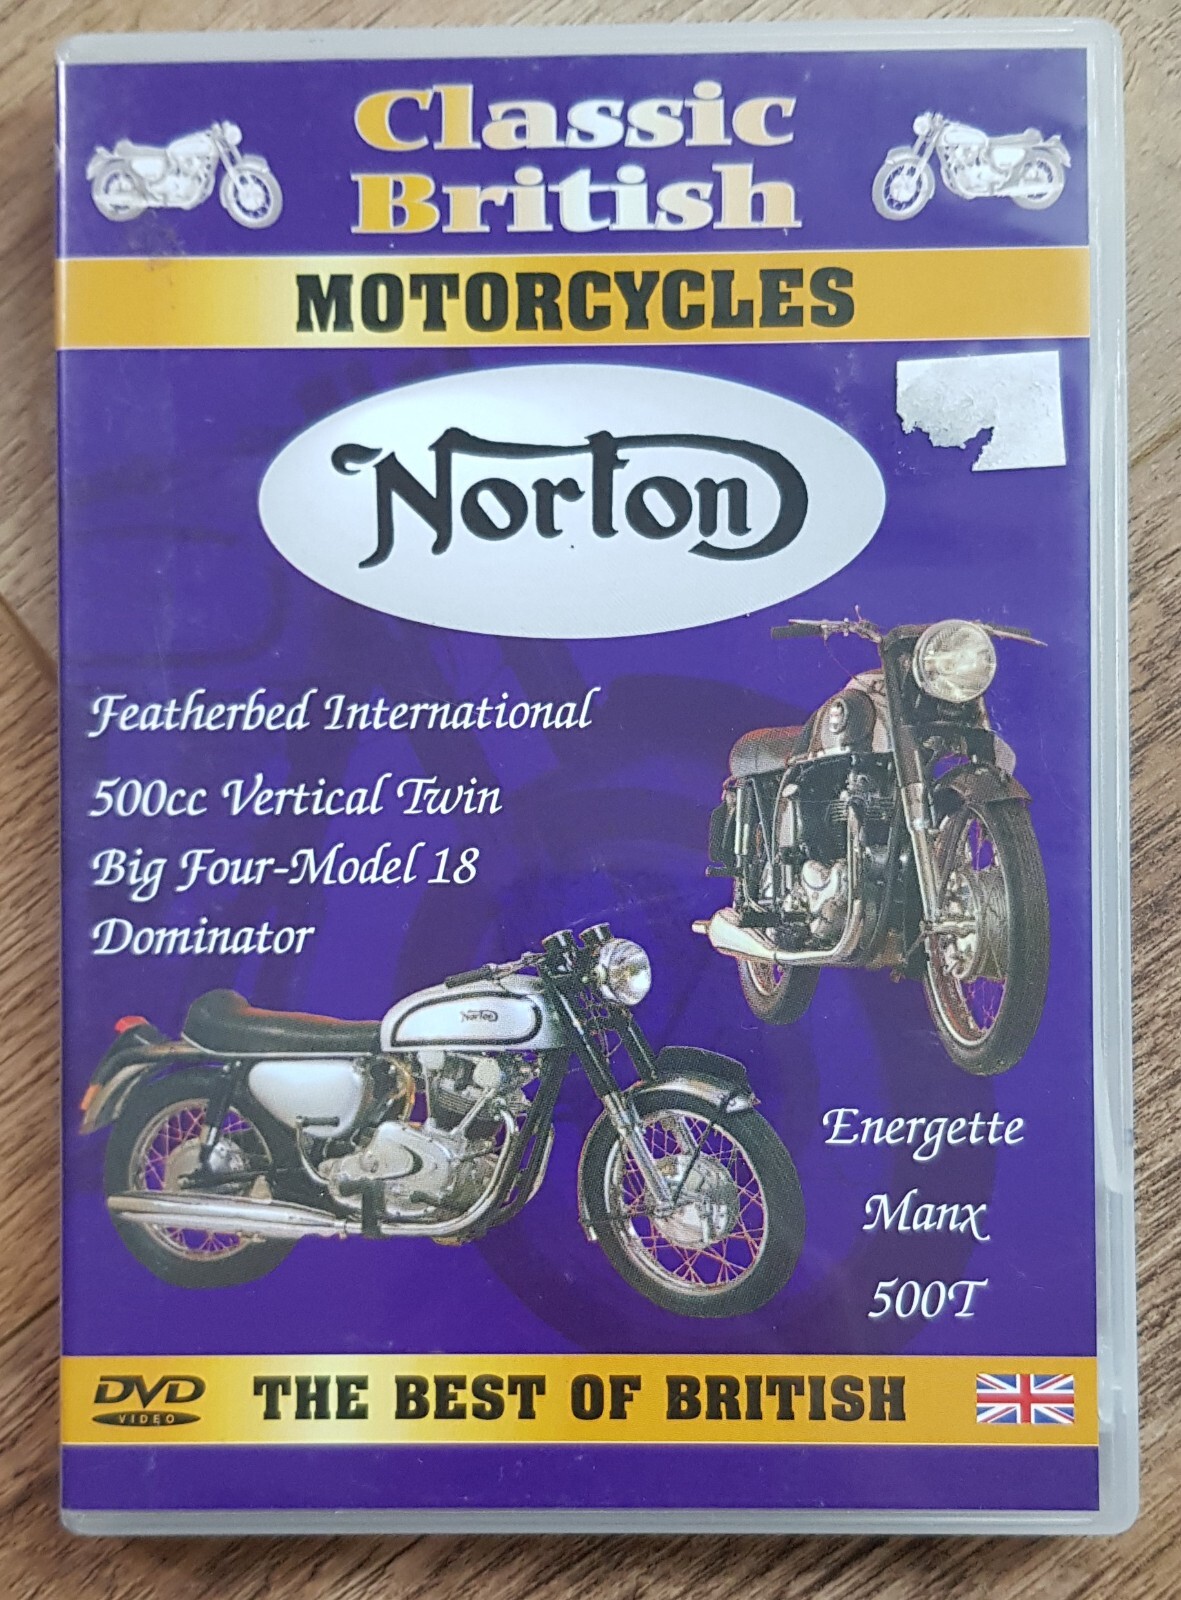 Classic
British
MOTORCYCLES
Norton
Featherbed International
500cc Vertical Twin
Big Four-Model 18
Dominator
Norton
Energette
Manx
500T
DVD
VIDEO
THE BEST OF BRITISH